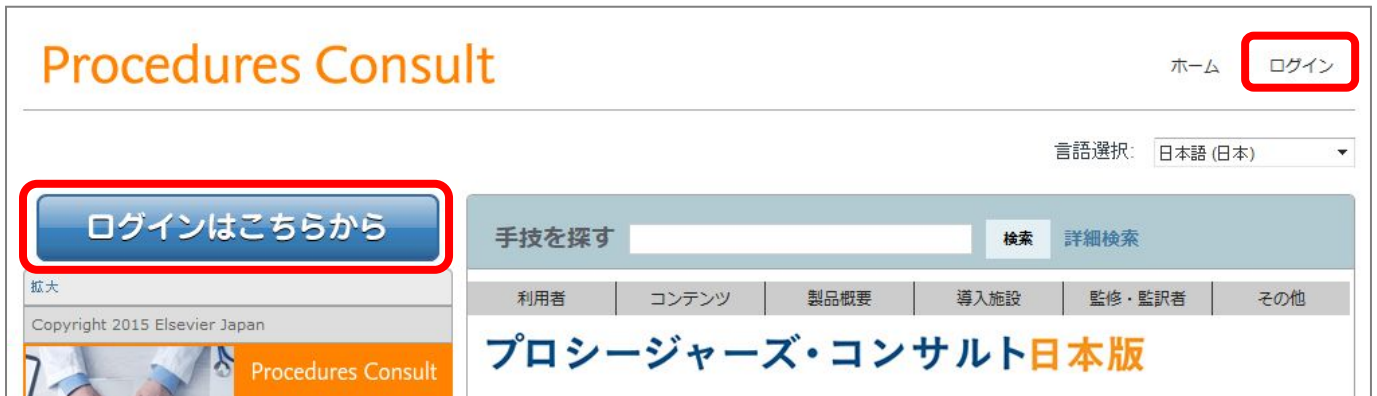 Procedures Consult
ホーム ログイン
言語選択: 日本語 (日本)
ログインはこちらから
手技を探す 検索 詳細検索
拡大
利用者 コンテンツ 製品概要 導入施設 監修・監訳者 その他
Copyright 2015 Elsevier Japan
プロシージャーズ・コンサルト日本版
Procedures Consult